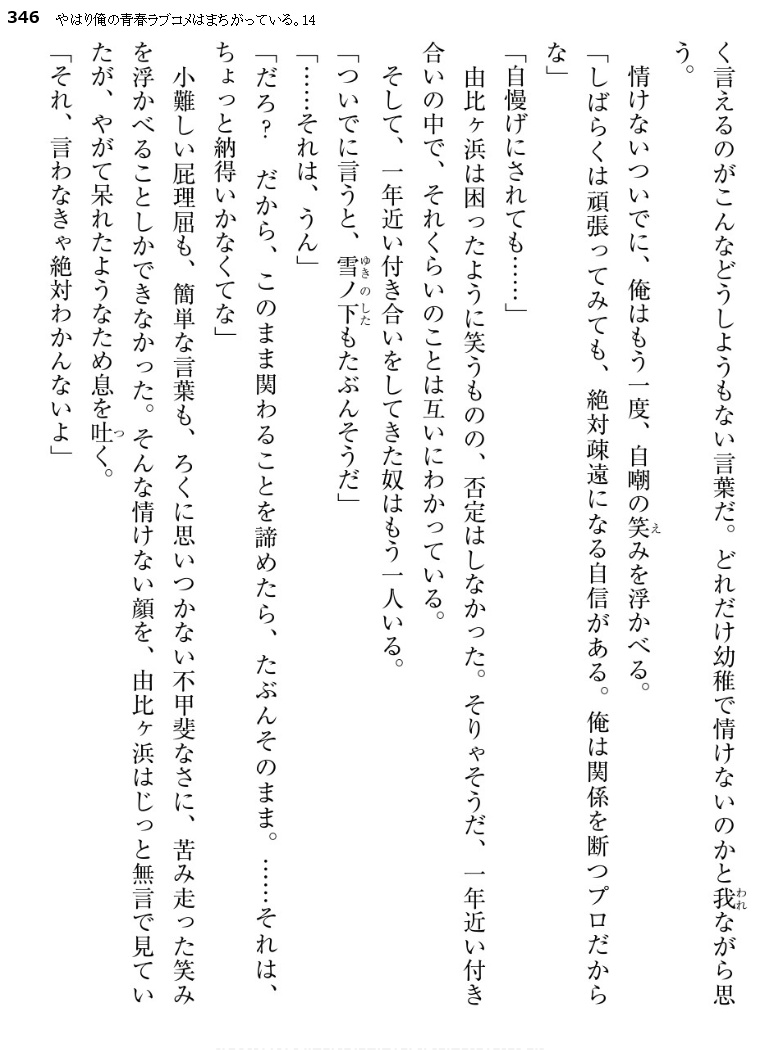 346 やはり俺の青春ラブコメはまちがっている。14
く言えるのがこんなどうしようもない言葉だ。どれだけ幼稚で情けないのかと我ながら思
う。
　情けないついでに、俺はもう一度、自嘲の笑みを浮かべる。
「しばらくは頑張ってみても、絶対疎遠になる自信がある。俺は関係を断つプロだから
な」
「自慢げにされても……」
　由比ヶ浜は困ったように笑うものの、否定はしなかった。そりゃそうだ、一年近い付き
合いの中で、それくらいのことは互いにわかっている。
　そして、一年近い付き合いをしてきた奴はもう一人いる。
「ついでに言うと、雪ノ下もたぶんそうだ」
「……それは、うん」
「だろ？　だから、このまま関わることを諦めたら、たぶんそのまま。……それは、
ちょっと納得いかなくてな」
　小難しい屁理屈も、簡単な言葉も、ろくに思いつかない不甲斐なさに、苦み走った笑み
を浮かべることしかできなかった。そんな情けない顔を、由比ヶ浜はじっと無言で見てい
たが、やがて呆れたようなため息を吐く。
「それ、言わなきゃ絶対わかんないよ」